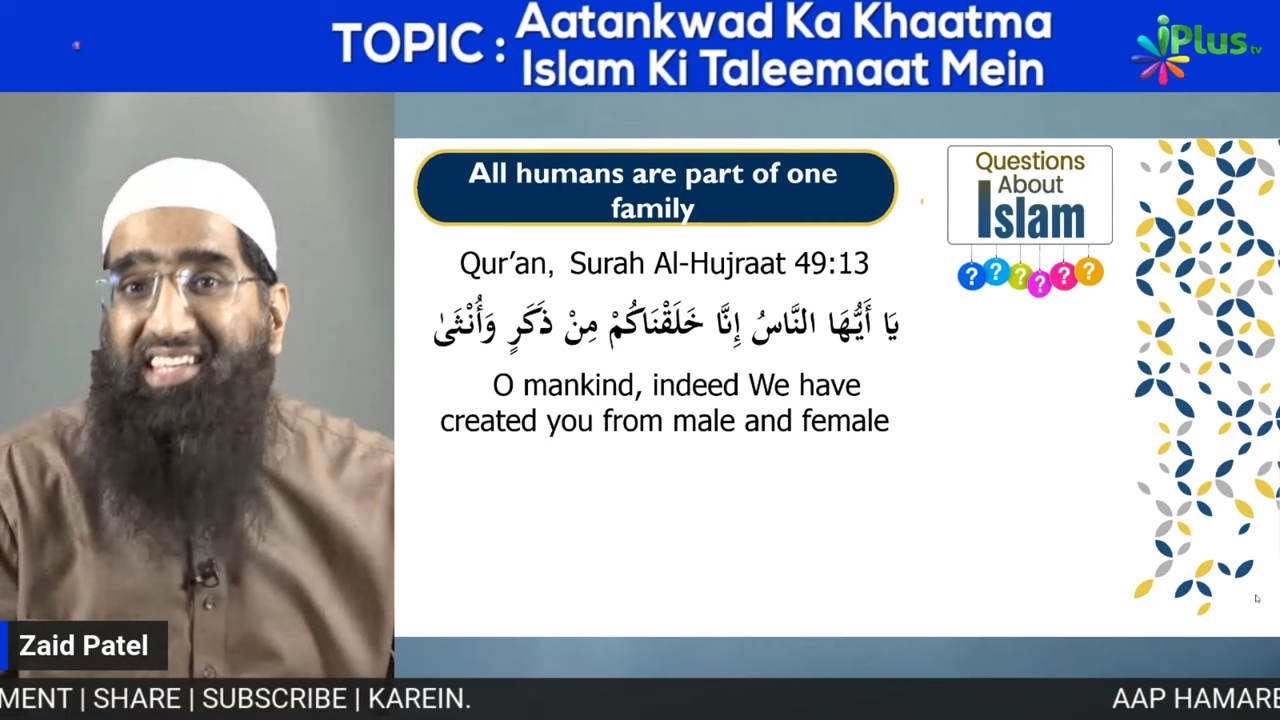 TOPIC : Aatankwad Ka Khaatma
Islam Ki Taleemaat Mein
iPlus tv
All humans are part of one
family
Qur’an, Surah Al-Hujraat 49:13
يَا أَيُّهَا النَّاسُ إِنَّا خَلَقْنَاكُمْ مِنْ ذَكَرٍ وَأُنْثَىٰ
O mankind, indeed We have
created you from male and female
Questions
About
Islam
? ? ? ? ? ?
Zaid Patel
MENT | SHARE | SUBSCRIBE | KAREIN.
AAP HAMARE